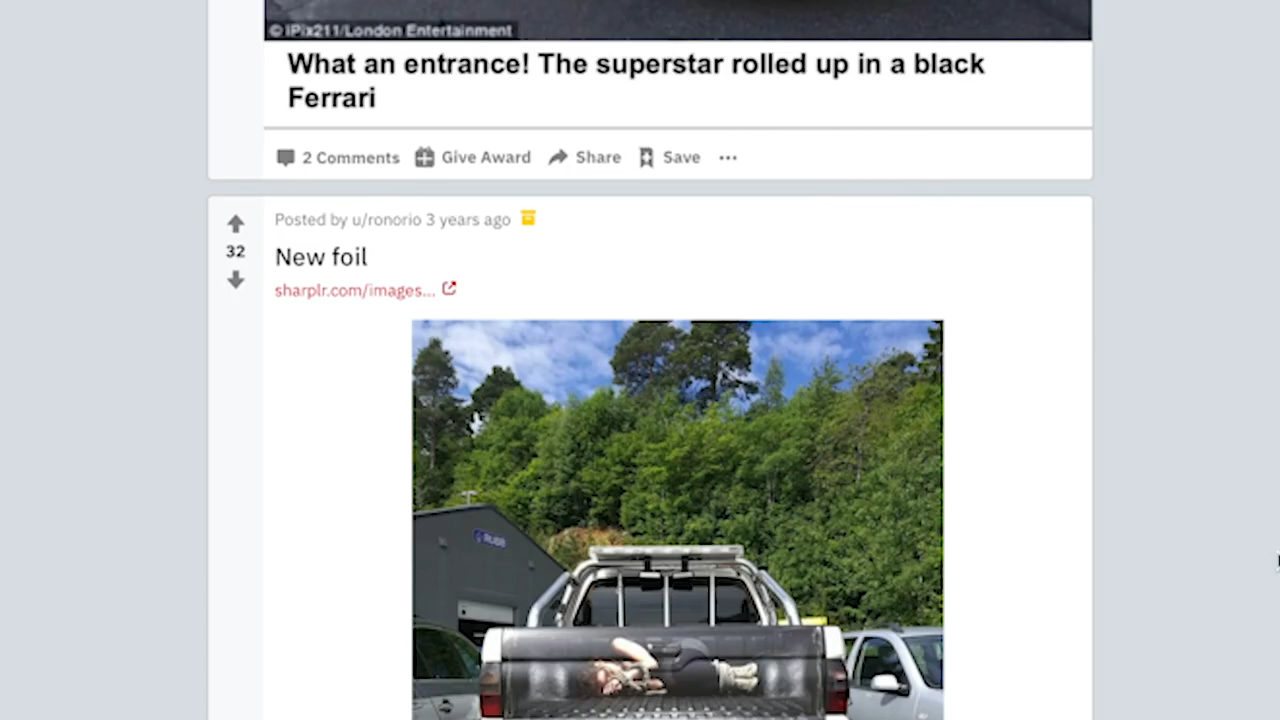 © iPix211/London Entertainment
What an entrance! The superstar rolled up in a black
Ferrari
2 Comments Give Award Share Save ...
Posted by u/ronorio 3 years ago
32
New foil
sharplr.com/images...
RUBB